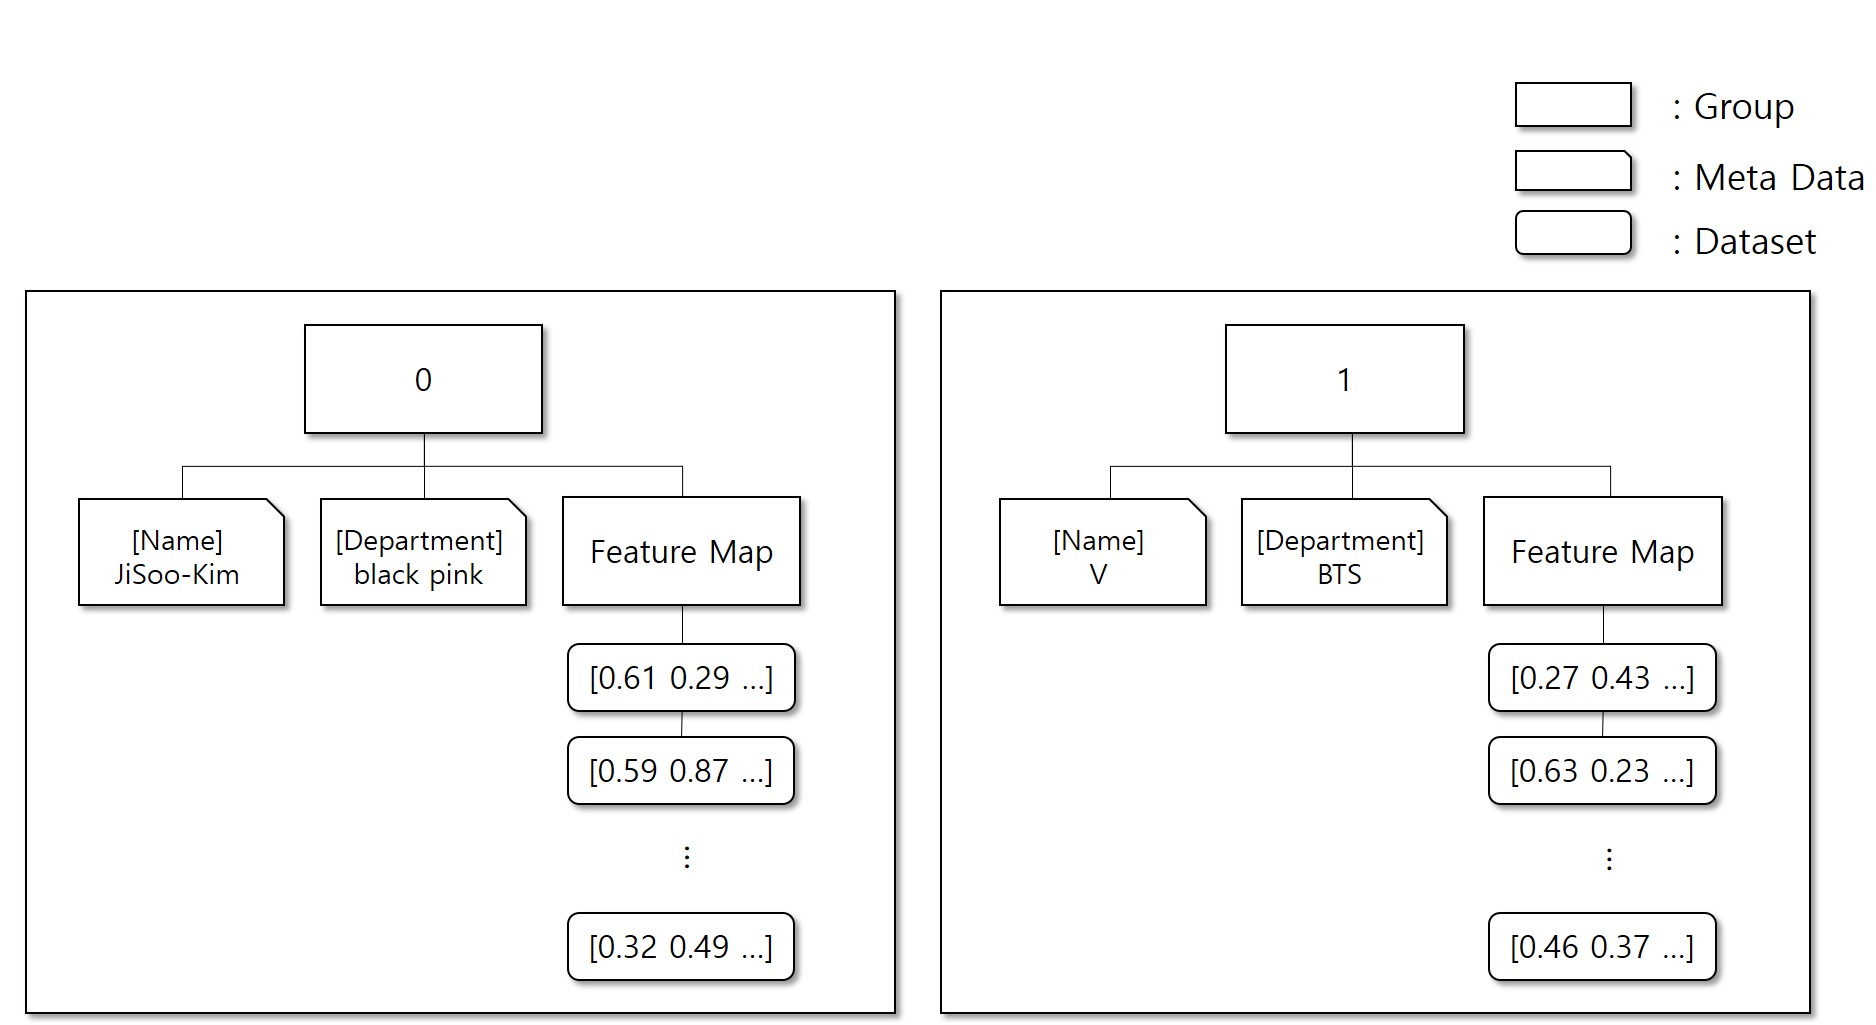 : Group
: Meta Data
: Dataset
0
[Name]
JiSoo-Kim
[Department]
black pink
Feature Map
[0.61 0.29 ...]
[0.59 0.87 ...]
⋮
[0.32 0.49 ...]
1
[Name]
V
[Department]
BTS
Feature Map
[0.27 0.43 ...]
[0.63 0.23 ...]
⋮
[0.46 0.37 ...]